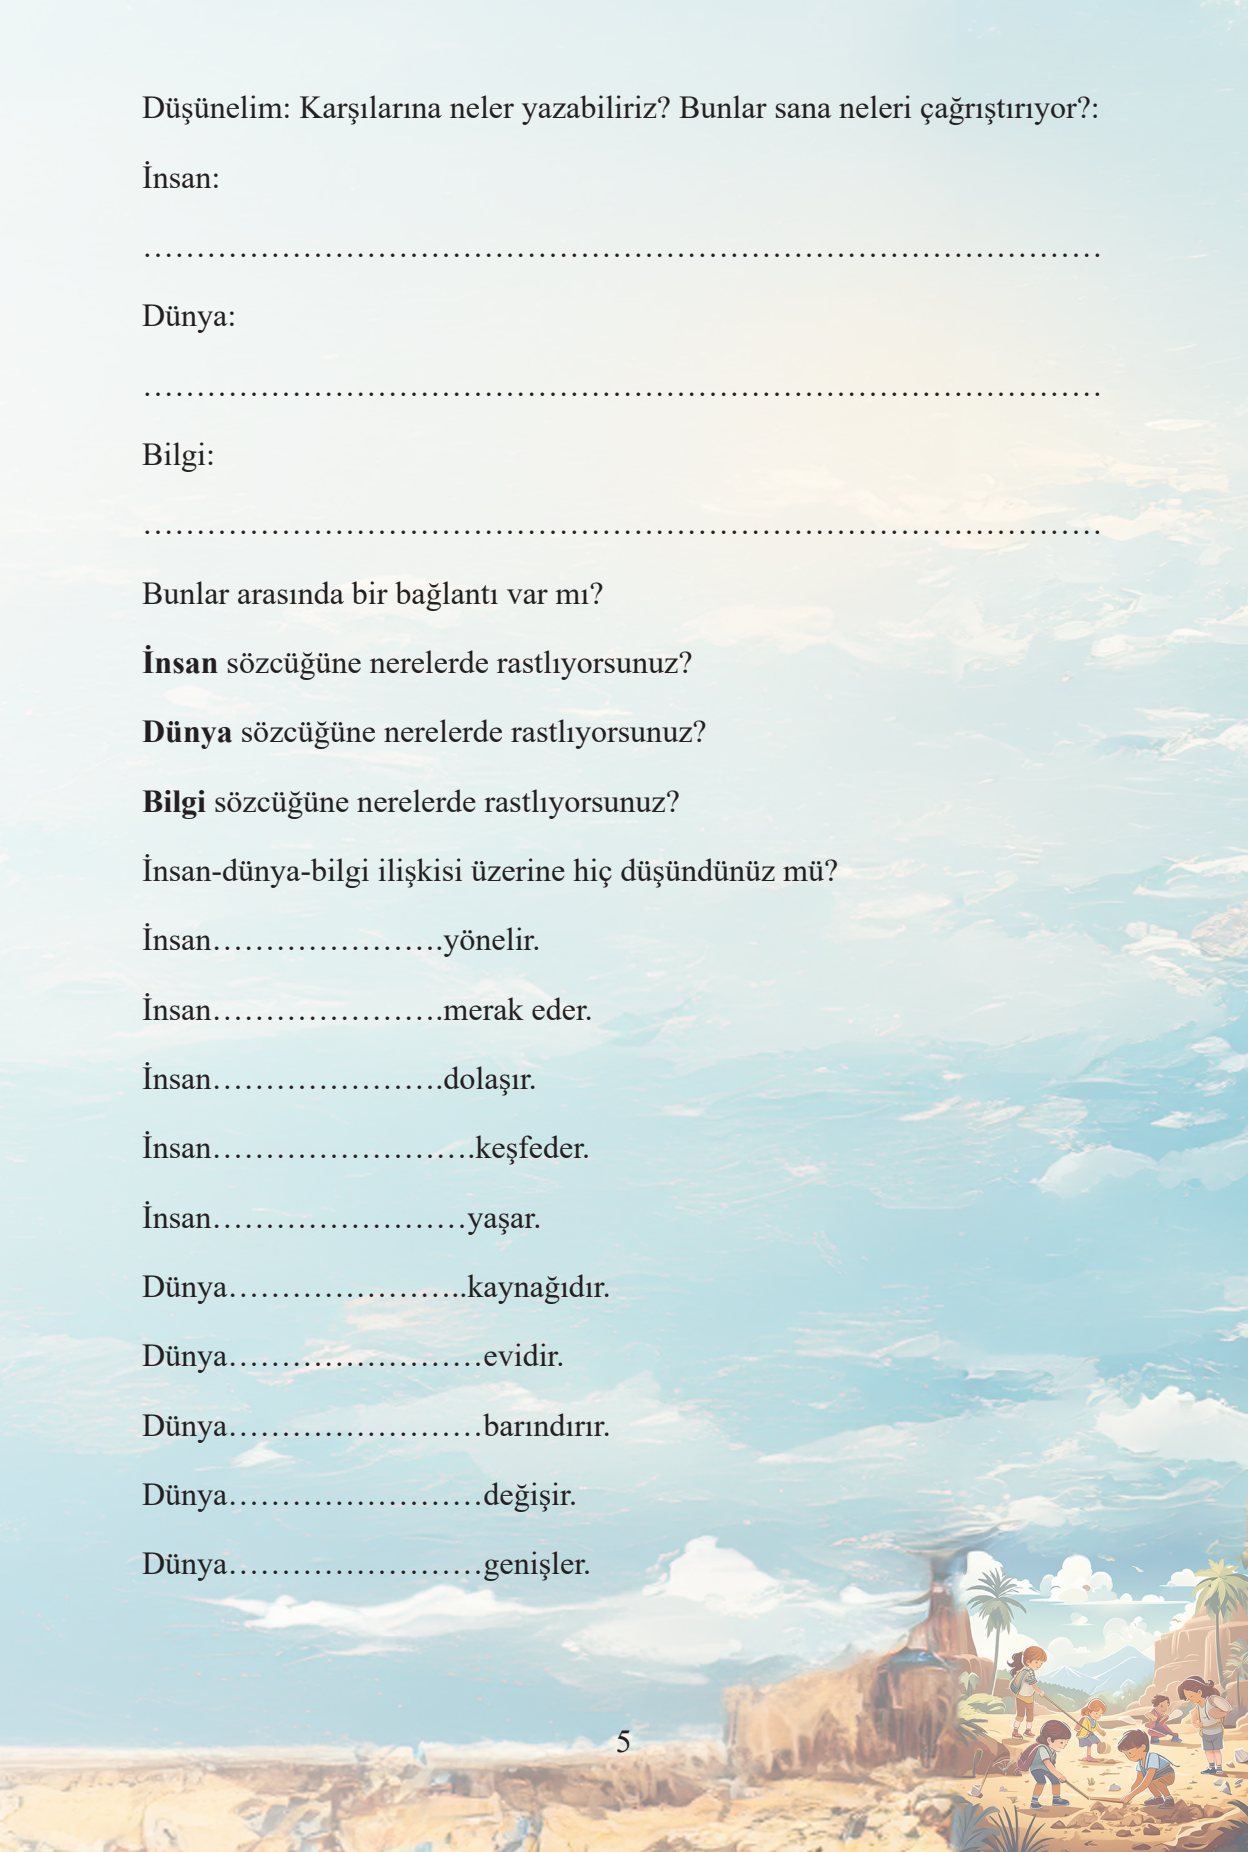 Düşünelim: Karşılarına neler yazabiliriz? Bunlar sana neleri çağrıştırıyor?:
İnsan:
………………………………………………………………………………….
Dünya:
………………………………………………………………………………….
Bilgi:
………………………………………………………………………………….
Bunlar arasında bir bağlantı var mı?
İnsan sözcüğüne nerelerde rastlıyorsunuz?
Dünya sözcüğüne nerelerde rastlıyorsunuz?
Bilgi sözcüğüne nerelerde rastlıyorsunuz?
İnsan-dünya-bilgi ilişkisi üzerine hiç düşündünüz mü?
İnsan………………….yönelir.
İnsan………………….merak eder.
İnsan………………….dolaşır.
İnsan…………………….keşfeder.
İnsan……………………yaşar.
Dünya…………………..kaynağıdır.
Dünya……………………evidir.
Dünya……………………barındırır.
Dünya……………………değişir.
Dünya……………………genişler.
5